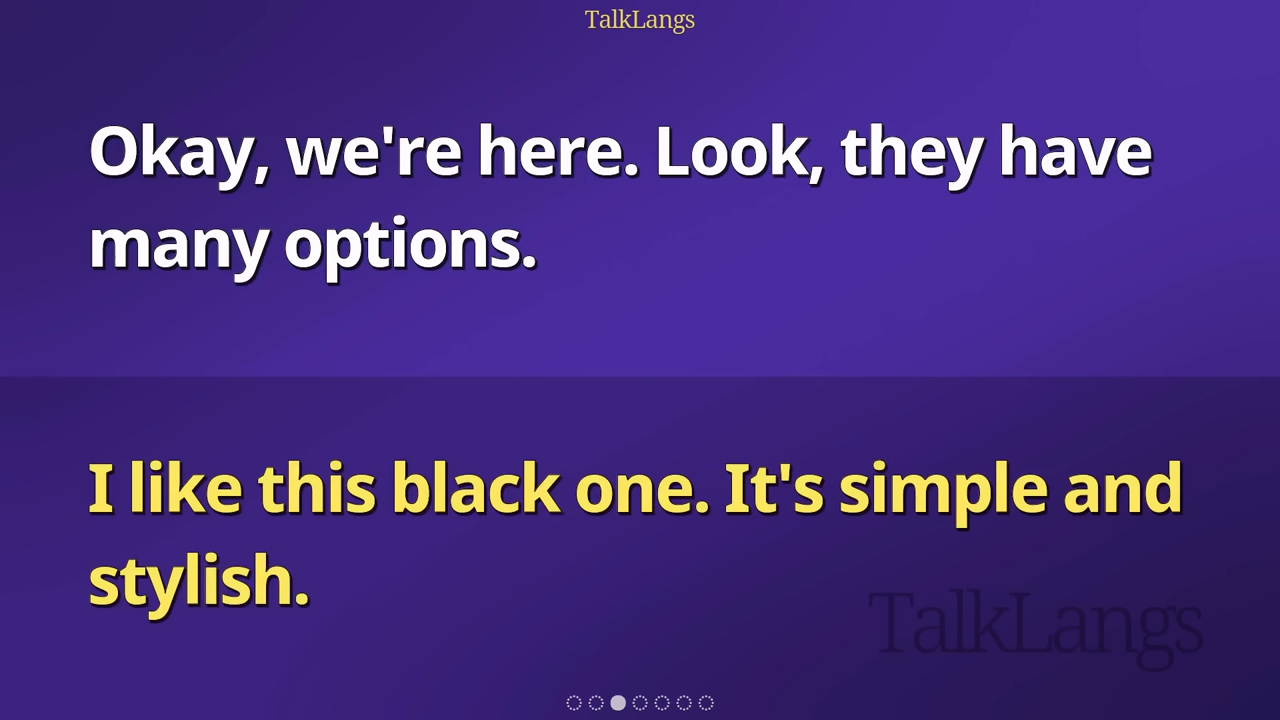 TalkLangs
Okay, we're here. Look, they have
many options.
I like this black one. It's simple and
stylish.
TalkLangs